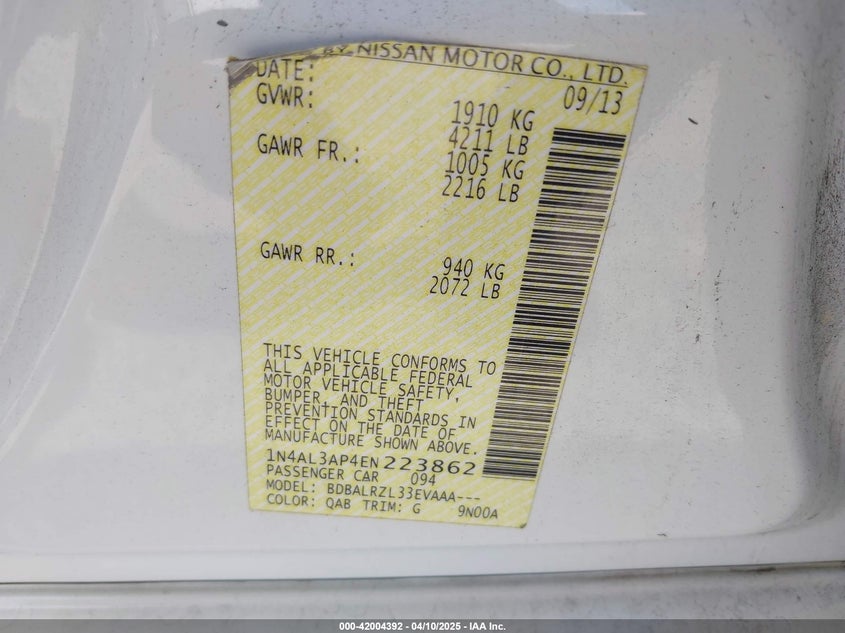 BY NISSAN MOTOR CO., LTD.
DATE: 09/13
GVWR: 1910 KG
4211 LB
GAWR FR.: 1005 KG
2216 LB
GAWR RR.: 940 KG
2072 LB
THIS VEHICLE CONFORMS TO
ALL APPLICABLE FEDERAL
MOTOR VEHICLE SAFETY,
BUMPER, AND THEFT
PREVENTION STANDARDS IN
EFFECT ON THE DATE OF
MANUFACTURE SHOWN ABOVE.
1N4AL3AP4EN223862
PASSENGER CAR 094
MODEL: BDBALRZL33EVAAA---
COLOR: QAB TRIM: G 9N00A
000-42004392 - 04/10/2025 - IAA Inc.